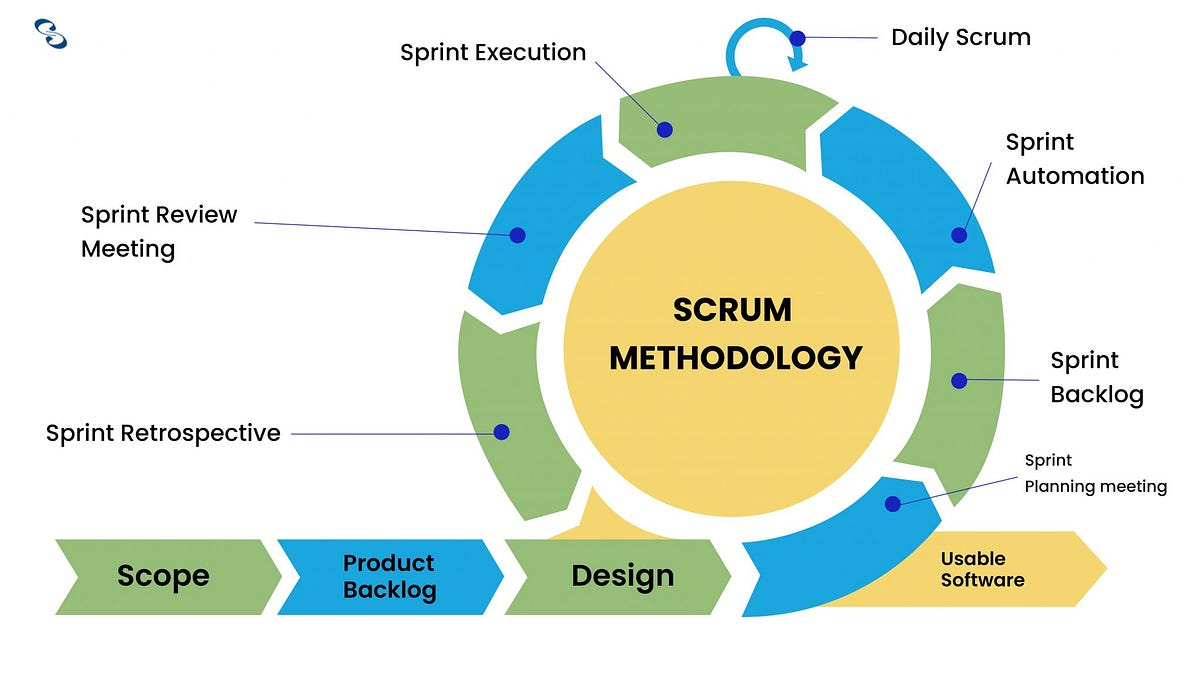 Daily Scrum
Sprint Execution
Sprint
Automation
Sprint Review
Meeting
SCRUM
METHODOLOGY
Sprint
Backlog
Sprint Retrospective
Sprint
Planning meeting
Scope
Product
Backlog
Design
Usable
Software